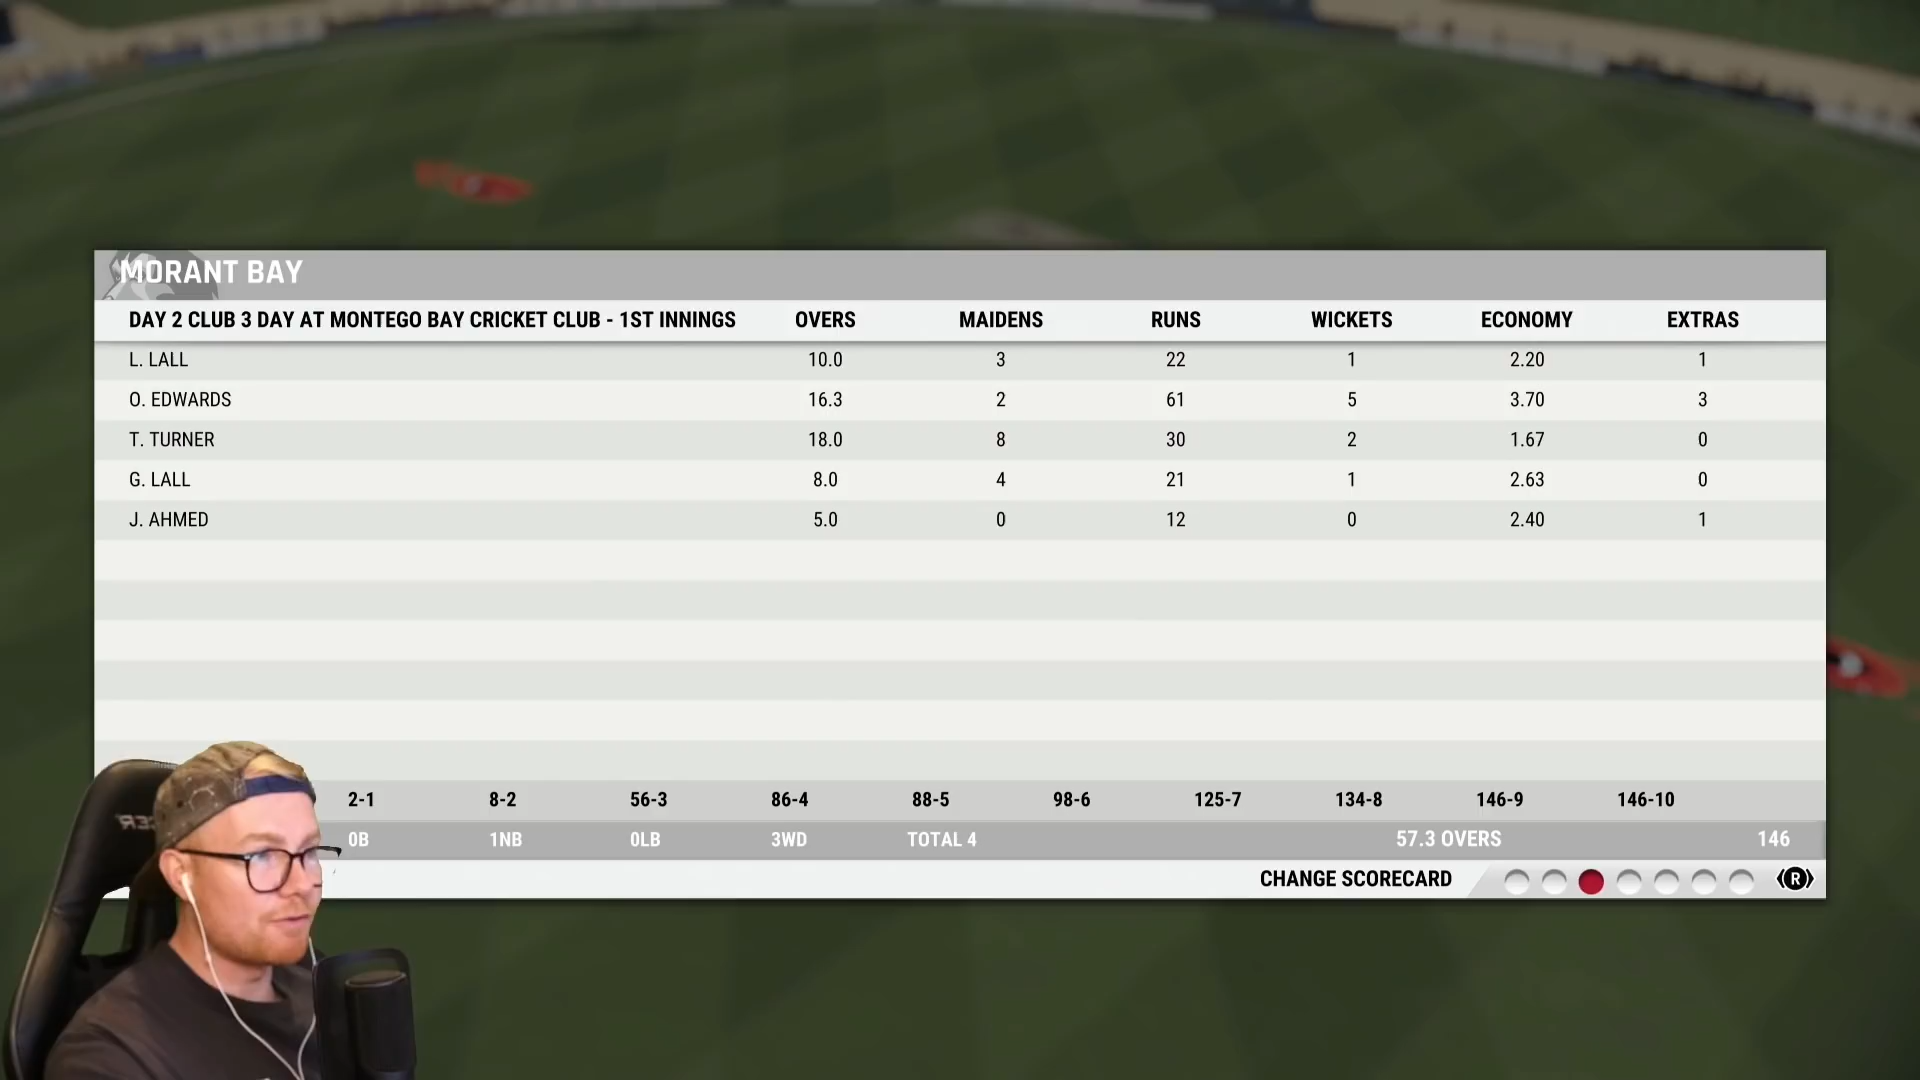 MORANT BAY
DAY 2 CLUB 3 DAY AT MONTEGO BAY CRICKET CLUB - 1ST INNINGS OVERS MAIDENS RUNS WICKETS ECONOMY EXTRAS
L. LALL 10.0 3 22 1 2.20 1
O. EDWARDS 16.3 2 61 5 3.70 3
T. TURNER 18.0 8 30 2 1.67 0
G. LALL 8.0 4 21 1 2.63 0
J. AHMED 5.0 0 12 0 2.40 1
2-1 8-2 56-3 86-4 88-5 98-6 125-7 134-8 146-9 146-10
0B 1NB 0LB 3WD TOTAL 4 57.3 OVERS 146
CHANGE SCORECARD R